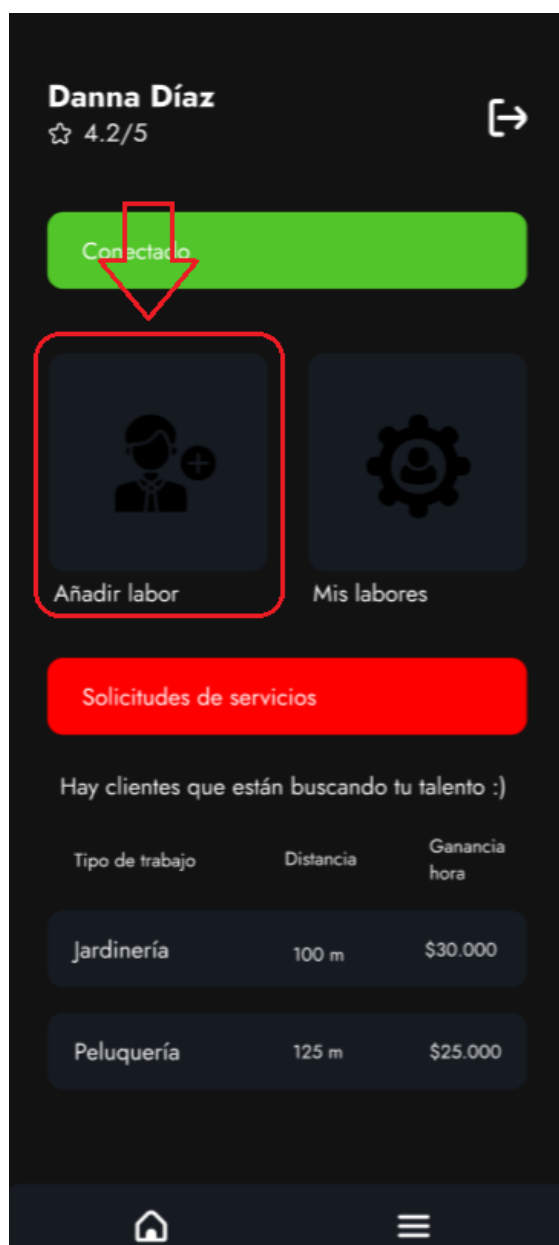 Danna Díaz
4.2/5
Conectado
Añadir labor
Mis labores
Solicitudes de servicios
Hay clientes que están buscando tu talento :)
Tipo de trabajo Distancia Ganancia hora
Jardinería 100 m $30.000
Peluquería 125 m $25.000